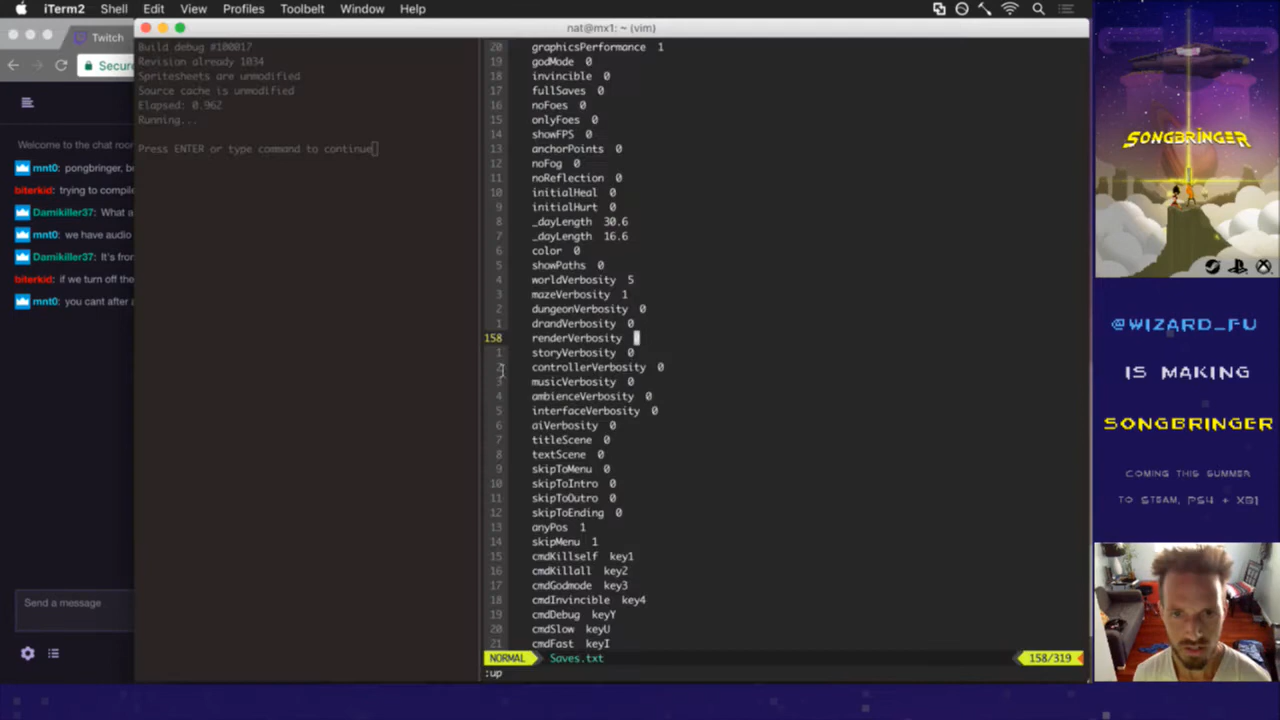 iTerm2 Shell Edit View Profiles Toolbelt Window Help
nat@mx1: ~ (vim)
Twitch
Secure
Welcome to the chat roo
mnt0: pongbringer, b
biterkid: trying to compile
Damikiller37: What a
mnt0: we have audio
Damikiller37: It's fron
biterkid: if we turn off the
mnt0: you cant after a
Send a message
Build debug #100017
Revision already 1034
Spritesheets are unmodified
Source cache is unmodified
Elapsed: 0.962
Running...
Press ENTER or type command to continue
20 graphicsPerformance 1
19 godMode 0
18 invincible 0
17 fullSaves 0
16 noFoes 0
15 onlyFoes 0
14 showFPS 0
13 anchorPoints 0
12 noFog 0
11 noReflection 0
10 initialHeal 0
9 initialHurt 0
8 _dayLength 30.6
7 _dayLength 16.6
6 color 0
5 showPaths 0
4 worldVerbosity 5
3 mazeVerbosity 1
2 dungeonVerbosity 0
1 drandVerbosity 0
158 renderVerbosity
1 storyVerbosity 0
2 controllerVerbosity 0
3 musicVerbosity 0
4 ambienceVerbosity 0
5 interfaceVerbosity 0
6 aiVerbosity 0
7 titleScene 0
8 textScene 0
9 skipToMenu 0
10 skipToIntro 0
11 skipToOutro 0
12 skipToEnding 0
13 anyPos 1
14 skipMenu 1
15 cmdKillself key1
16 cmdKillall key2
17 cmdGodmode key3
18 cmdInvincible key4
19 cmdDebug keyY
20 cmdSlow keyU
21 cmdFast keyI
NORMAL Saves.txt 158/319
:up
SONGBRINGER
@WIZARD_FU
IS MAKING
SONGBRINGER
COMING THIS SUMMER
TO STEAM, PS4 + XB1